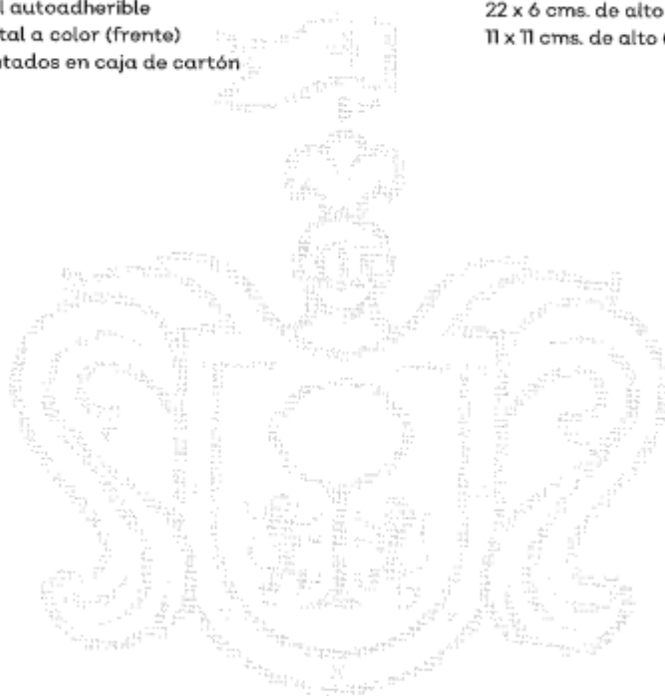 l autoadherible
tal a color (frente)
tados en caja de cartón
22 x 6 cms. de alto
11 x 11 cms. de alto (